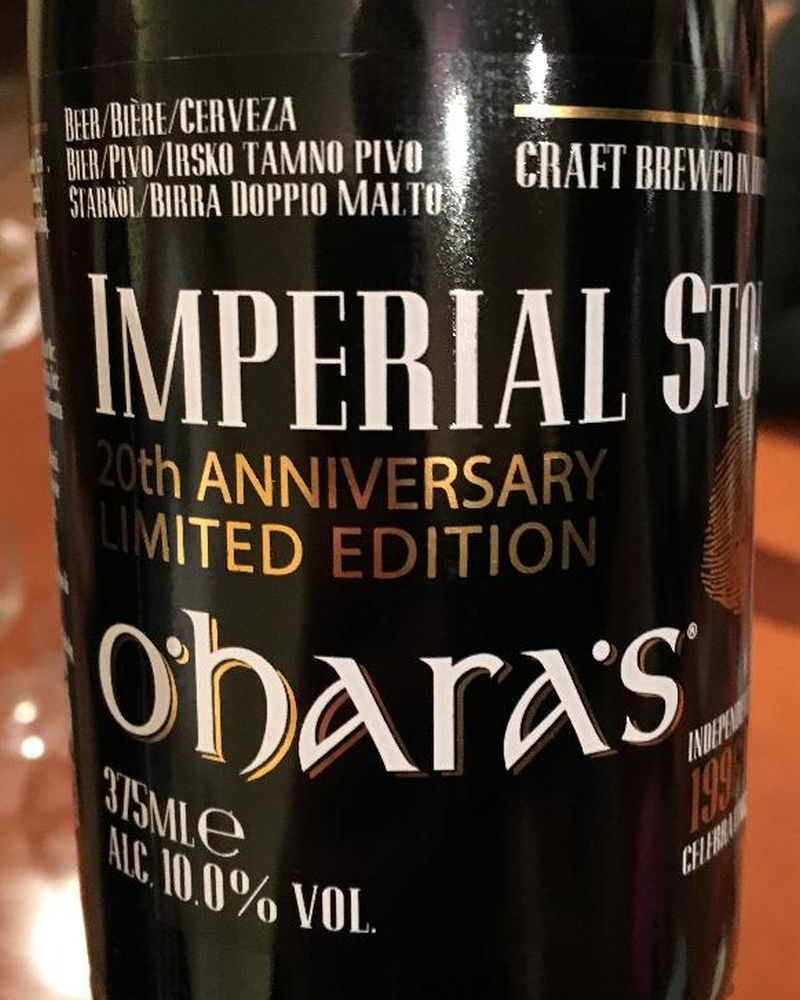 BEER/BIÈRE/CERVEZA
BIER/PIVO/IRSKO TAMNO PIVO
STARKÖL/BIRRA DOPPIO MALTO
CRAFT BREWED IN
IMPERIAL
20th ANNIVERSARY
LIMITED EDITION
O'hara's®
375ML e
ALC. 10.0% VOL.